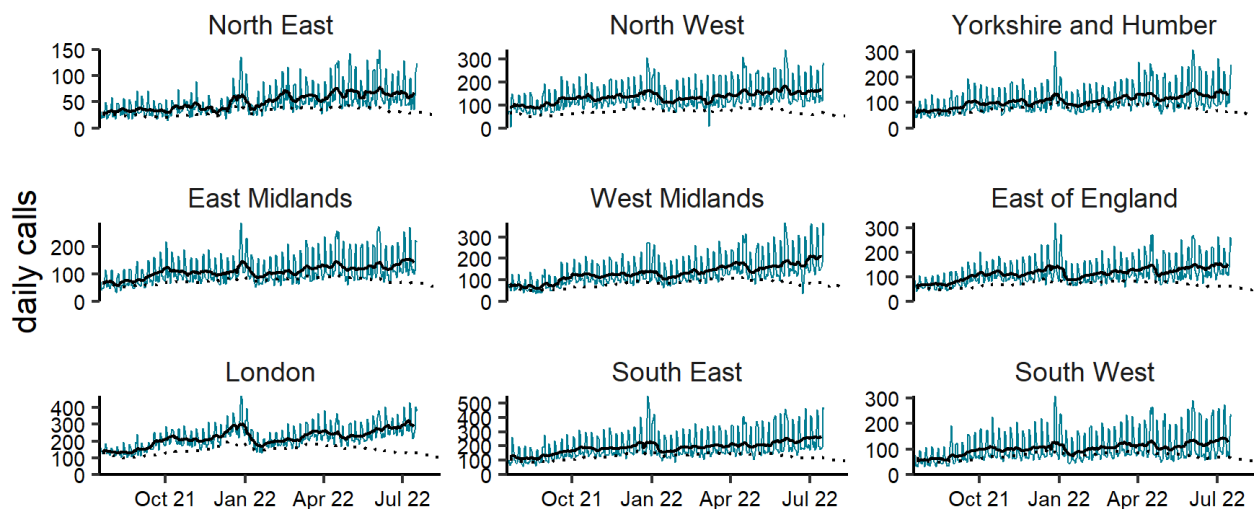 North East
North West
Yorkshire and Humber
150
100
50
0
300
200
100
0
300
200
100
0
daily calls
East Midlands
West Midlands
East of England
200
100
0
300
200
100
0
300
200
100
0
London
South East
South West
400
300
200
100
0
500
400
300
200
100
0
300
200
100
0
Oct 21 Jan 22 Apr 22 Jul 22
Oct 21 Jan 22 Apr 22 Jul 22
Oct 21 Jan 22 Apr 22 Jul 22